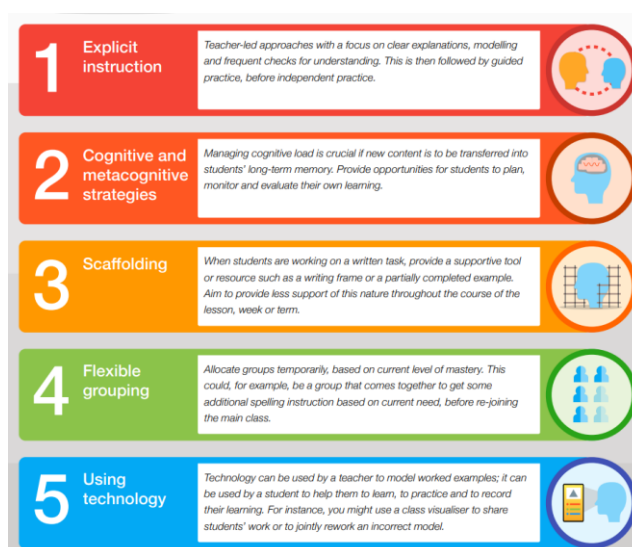 1
Explicit
instruction
Teacher-led approaches with a focus on clear explanations, modelling
and frequent checks for understanding. This is then followed by guided
practice, before independent practice.
2
Cognitive and
metacognitive
strategies
Managing cognitive load is crucial if new content is to be transferred into
students' long-term memory. Provide opportunities for students to plan,
monitor and evaluate their own learning.
3
Scaffolding
When students are working on a written task, provide a supportive tool
or resource such as a writing frame or a partially completed example.
Aim to provide less support of this nature throughout the course of the
lesson, week or term.
4
Flexible
grouping
Allocate groups temporarily, based on current level of mastery. This
could, for example, be a group that comes together to get some
additional spelling instruction based on current need, before re-joining
the main class.
5
Using
technology
Technology can be used by a teacher to model worked examples; it can
be used by a student to help them to learn, to practice and to record
their learning. For instance, you might use a class visualiser to share
students' work or to jointly rework an incorrect model.